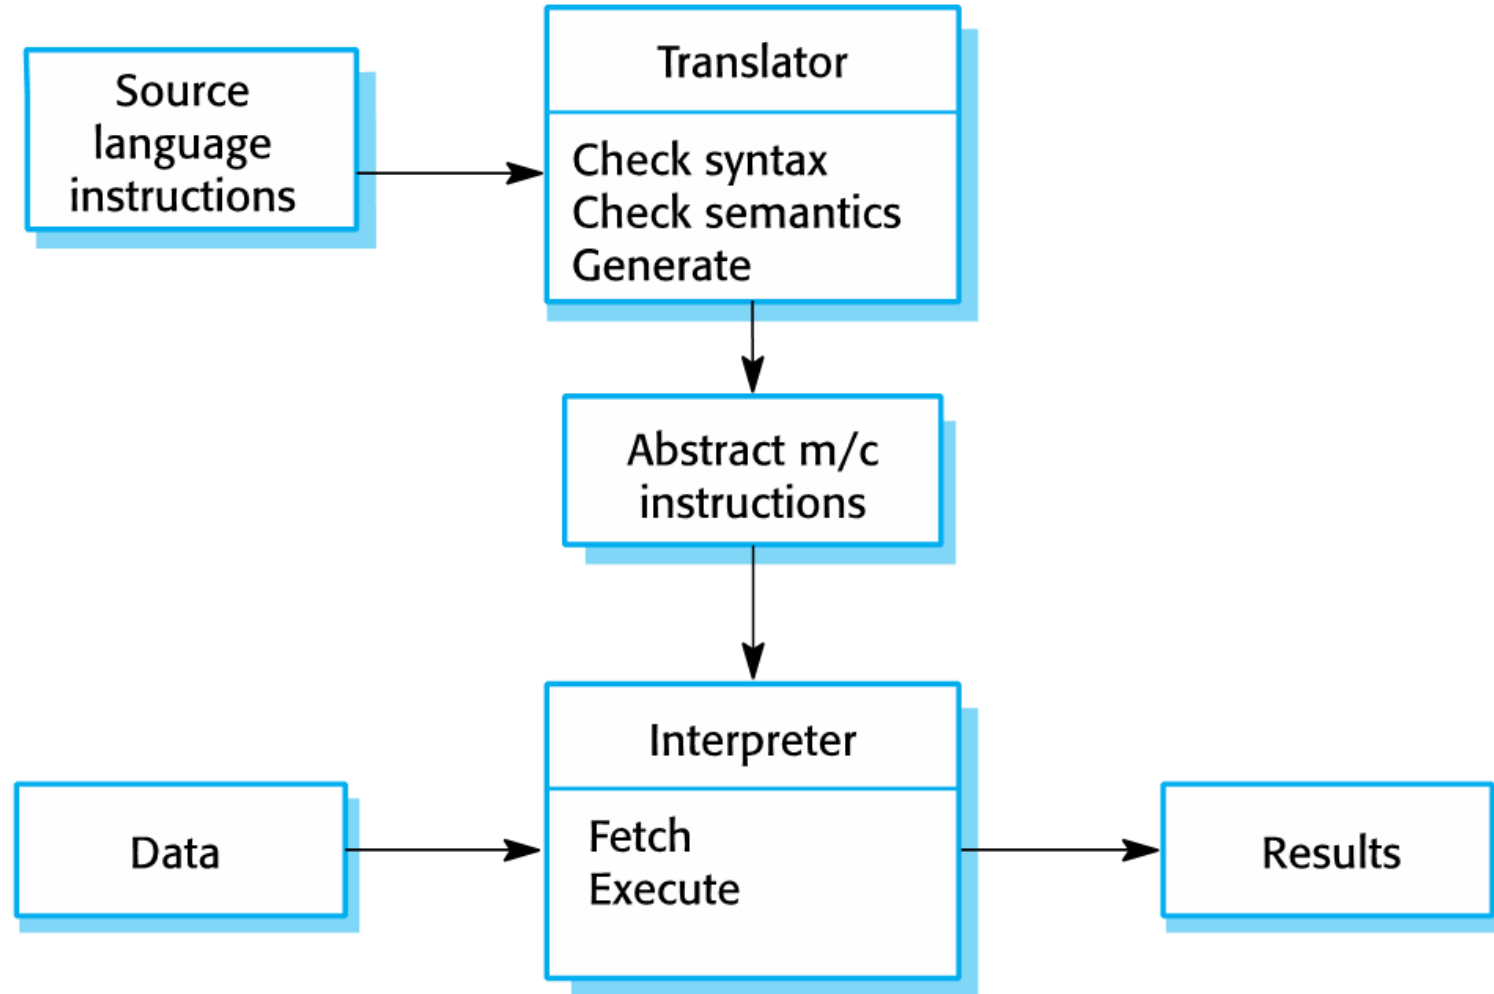 Source
language
instructions
Translator
Check syntax
Check semantics
Generate
Abstract m/c
instructions
Interpreter
Fetch
Execute
Data
Results